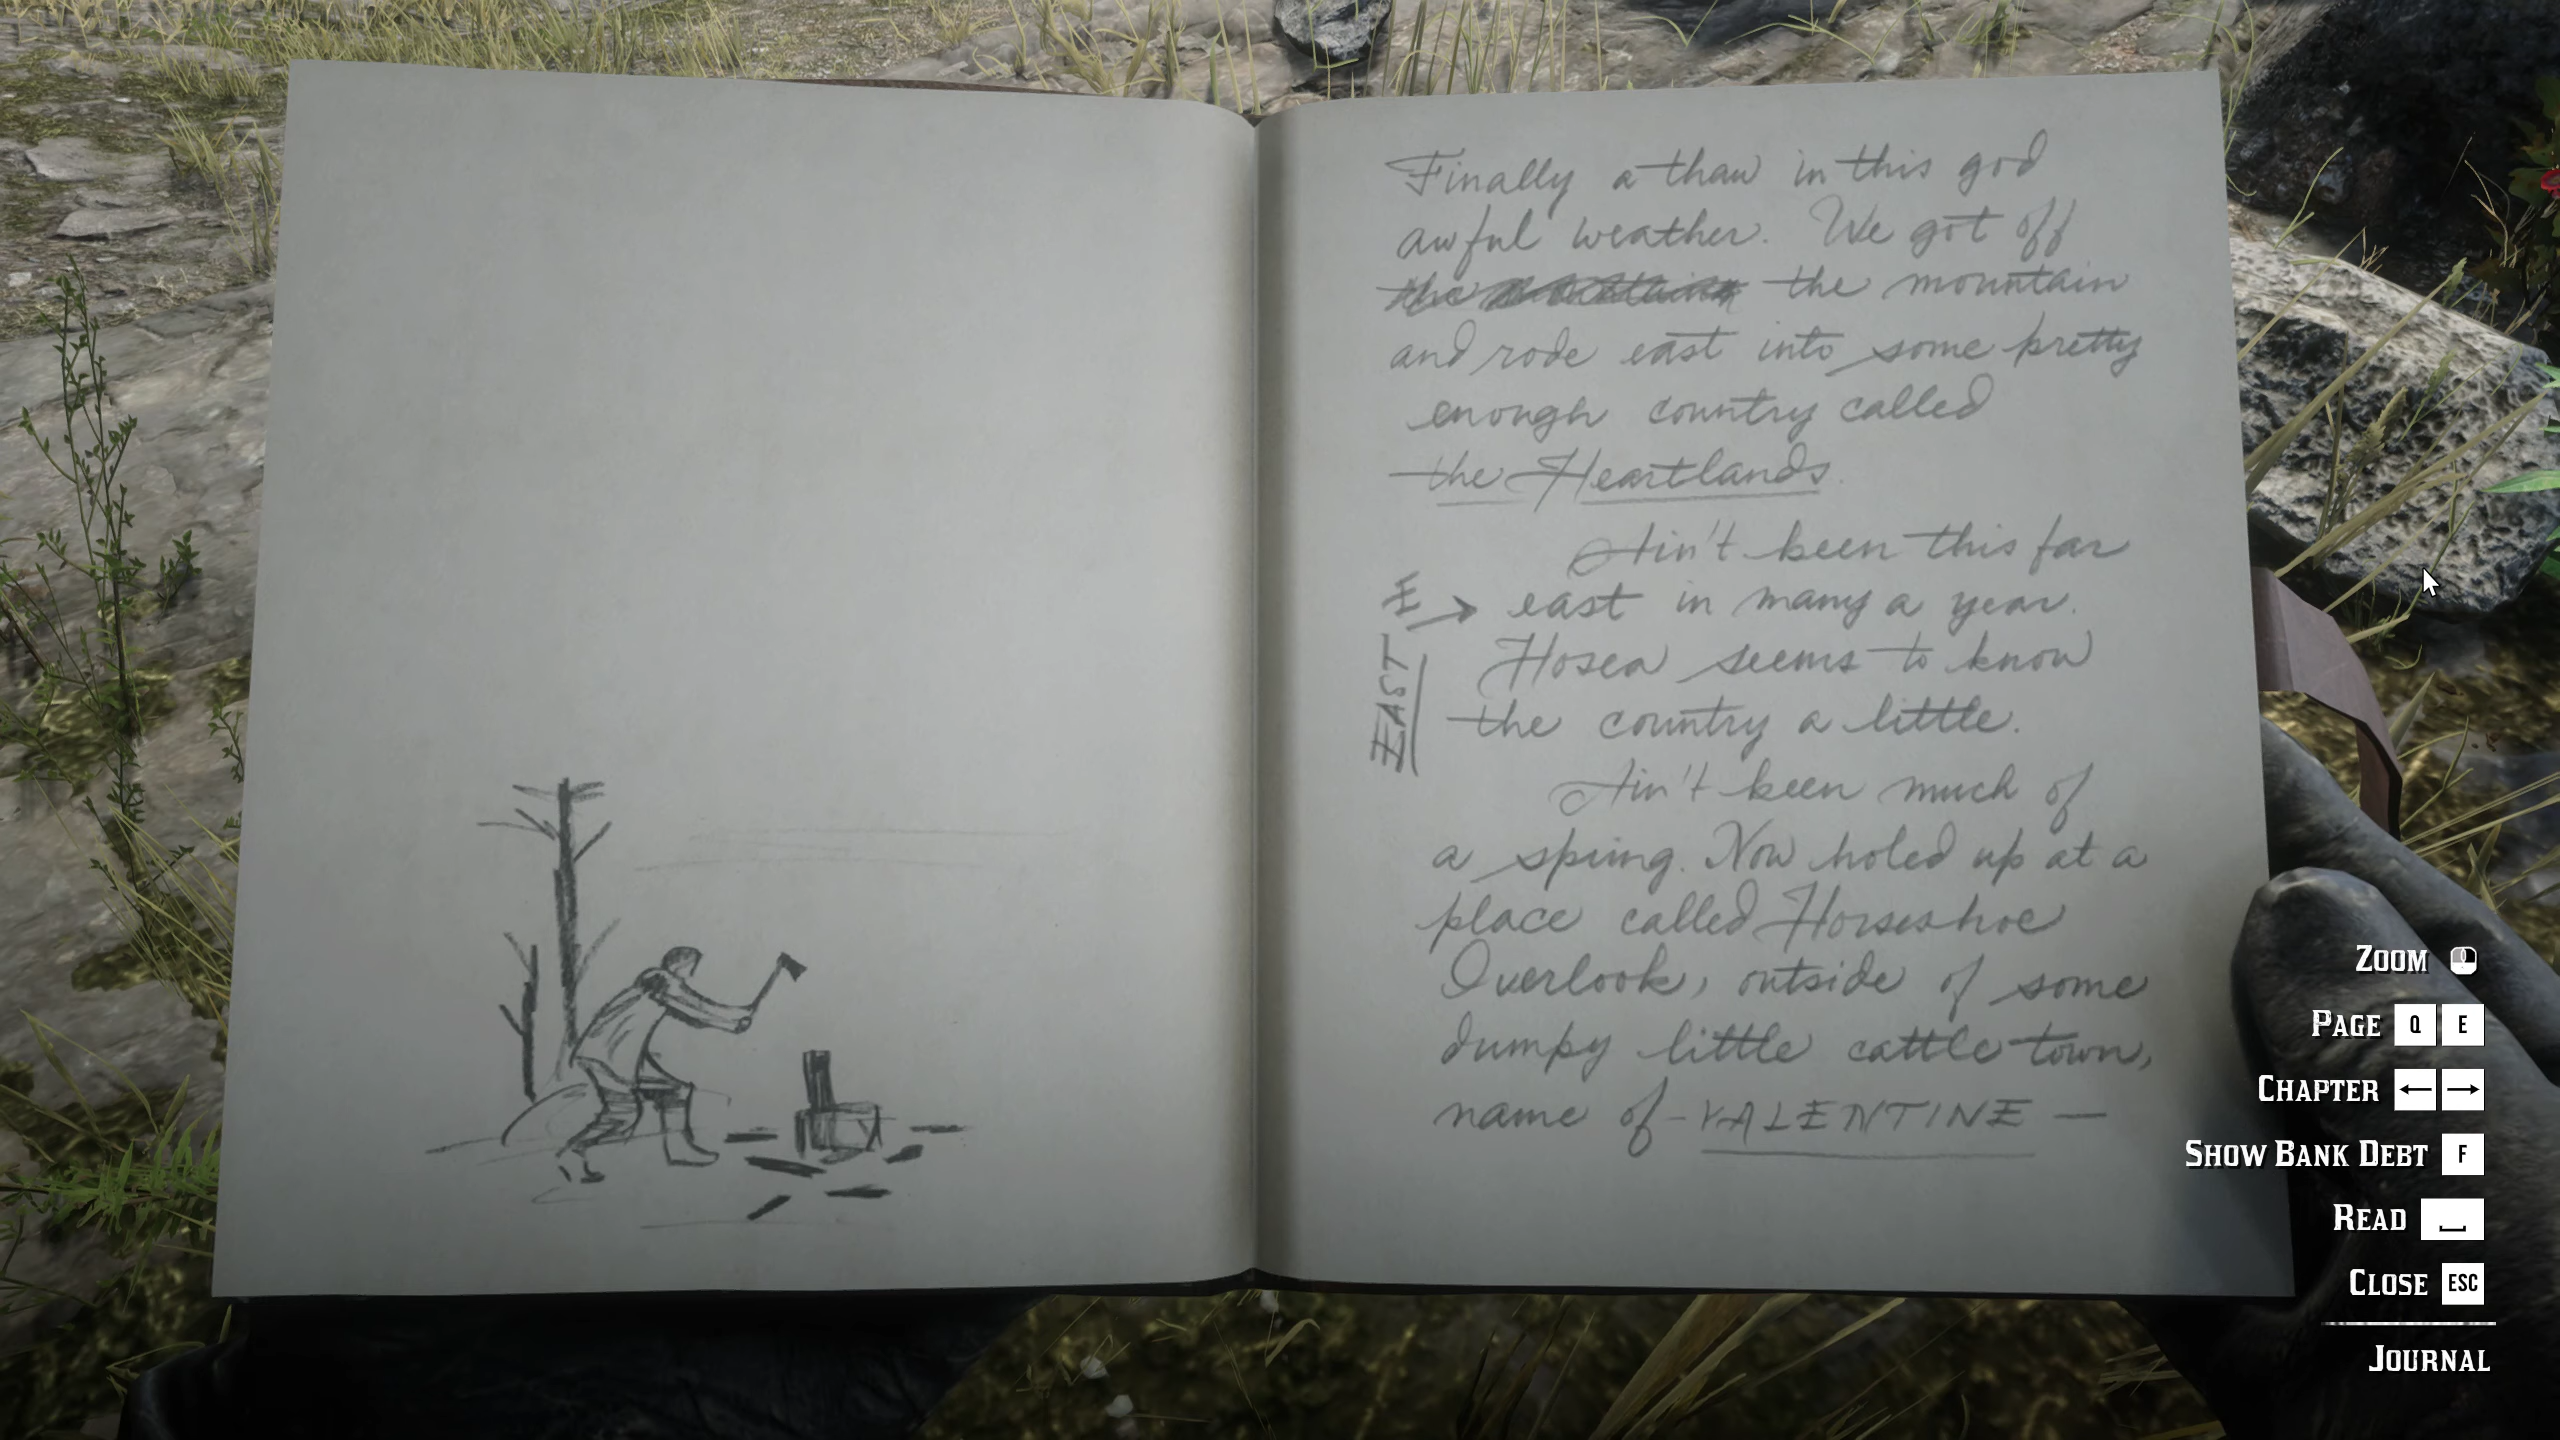 Finally a thaw in this god
awful weather. We got off
the mountain the mountain
and rode east into some pretty
enough country called
the Heartlands.
Ain't been this far
east in many a year.
Hosea seems to know
the country a little.
E →
EAST
Ain't been much of
a spring. Now holed up at a
place called Horseshoe
Overlook, outside of some
dumpy little cattle town,
name of VALENTINE —
ZOOM
PAGE Q E
CHAPTER ← →
SHOW BANK DEBT F
READ
CLOSE ESC
JOURNAL